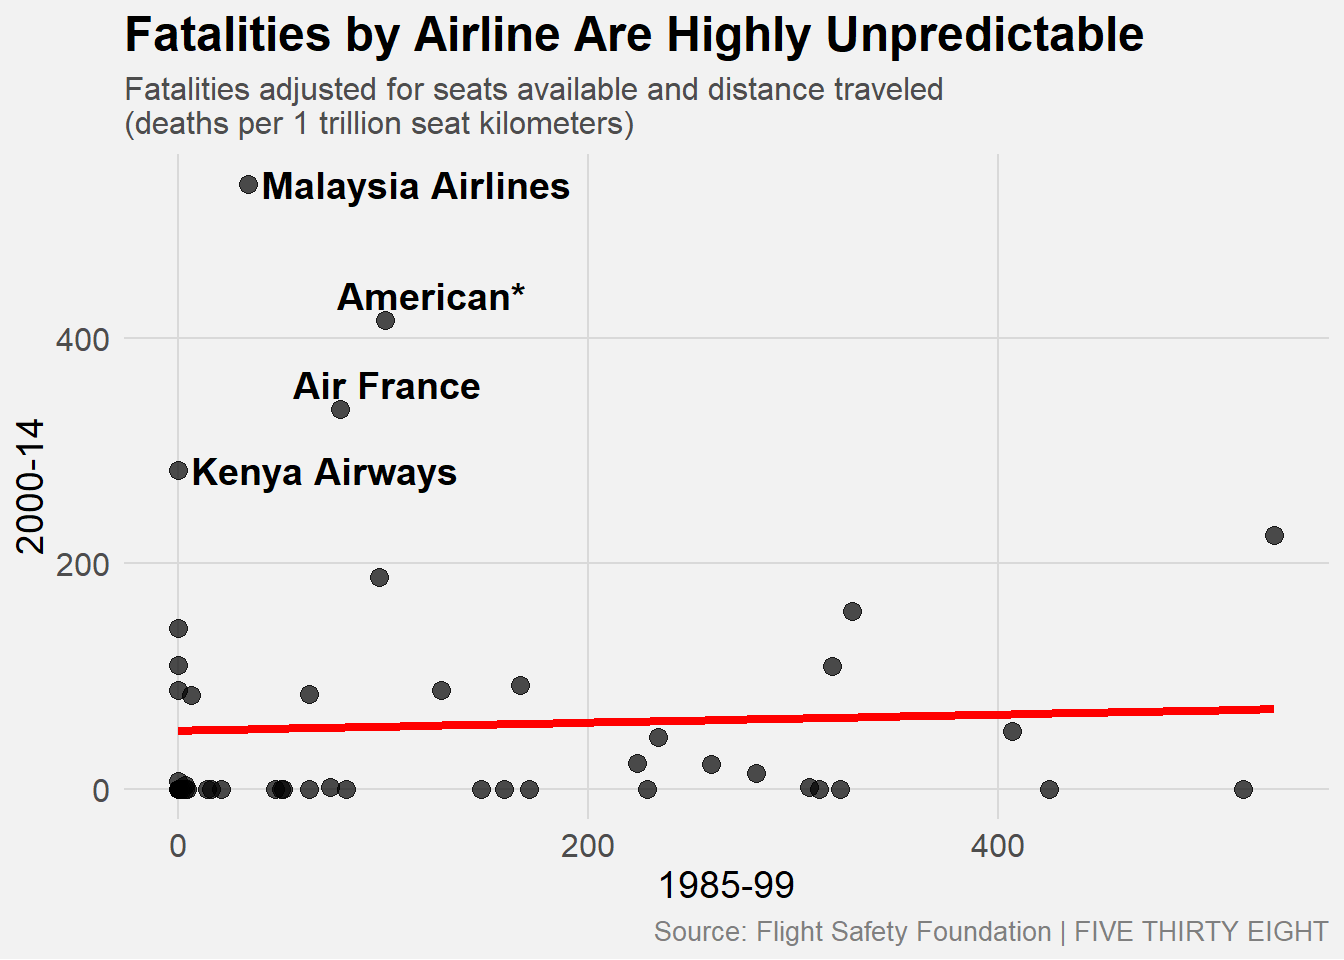 Fatalities by Airline Are Highly Unpredictable
Fatalities adjusted for seats available and distance traveled
(deaths per 1 trillion seat kilometers)
Malaysia Airlines
American*
400
Air France
Kenya Airways
2000-14
200
0
0 200 400
1985-99
Source: Flight Safety Foundation | FIVE THIRTY EIGHT